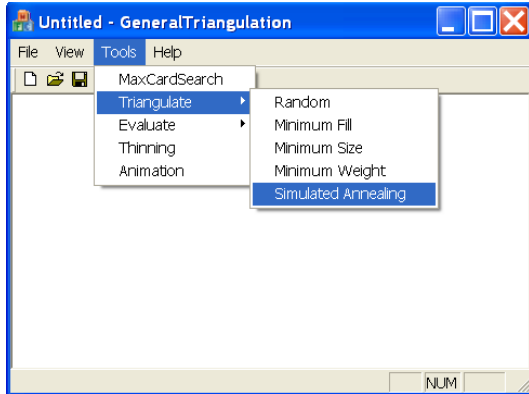 Untitled - GeneralTriangulation
File View Tools Help
MaxCardSearch
Triangulate
Evaluate
Thinning
Animation
Random
Minimum Fill
Minimum Size
Minimum Weight
Simulated Annealing
NUM